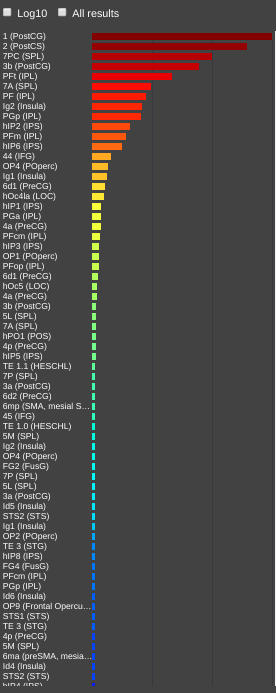 Log10 All results
1 (PostCG)
2 (PostCS)
7PC (SPL)
3b (PostCG)
PFt (IPL)
7A (SPL)
PF (IPL)
Ig2 (Insula)
PGp (IPL)
hIP2 (IPS)
PFm (IPL)
hIP6 (IPS)
44 (IFG)
OP4 (POperc)
Ig1 (Insula)
6d1 (PreCG)
hOc4la (LOC)
hIP1 (IPS)
PGa (IPL)
4a (PreCG)
PFcm (IPL)
hIP3 (IPS)
OP1 (POperc)
PFop (IPL)
6d1 (PreCG)
hOc5 (LOC)
4a (PreCG)
3b (PostCG)
5L (SPL)
7A (SPL)
hPO1 (POS)
4p (PreCG)
hIP5 (IPS)
TE 1.1 (HESCHL)
7P (SPL)
3a (PostCG)
6d2 (PreCG)
6mp (SMA, mesial S...
45 (IFG)
TE 1.0 (HESCHL)
5M (SPL)
Ig2 (Insula)
OP4 (POperc)
FG2 (FusG)
7P (SPL)
5L (SPL)
3a (PostCG)
Id5 (Insula)
STS2 (STS)
Ig1 (Insula)
OP2 (POperc)
TE 3 (STG)
hIP8 (IPS)
FG4 (FusG)
PFcm (IPL)
PGp (IPL)
Id6 (Insula)
OP9 (Frontal Opercu...
STS1 (STS)
TE 3 (STG)
4p (PreCG)
5M (SPL)
6ma (preSMA, mesia...
Id4 (Insula)
STS2 (STS)
hIP4 (IPS)